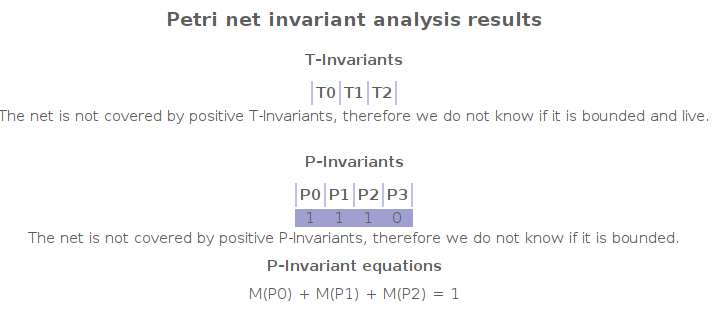 Petri net invariant analysis results
T-Invariants
T0 T1 T2
The net is not covered by positive T-Invariants, therefore we do not know if it is bounded and live.
P-Invariants
P0 P1 P2 P3
1 1 1 0
The net is not covered by positive P-Invariants, therefore we do not know if it is bounded.
P-Invariant equations
M(P0) + M(P1) + M(P2) = 1